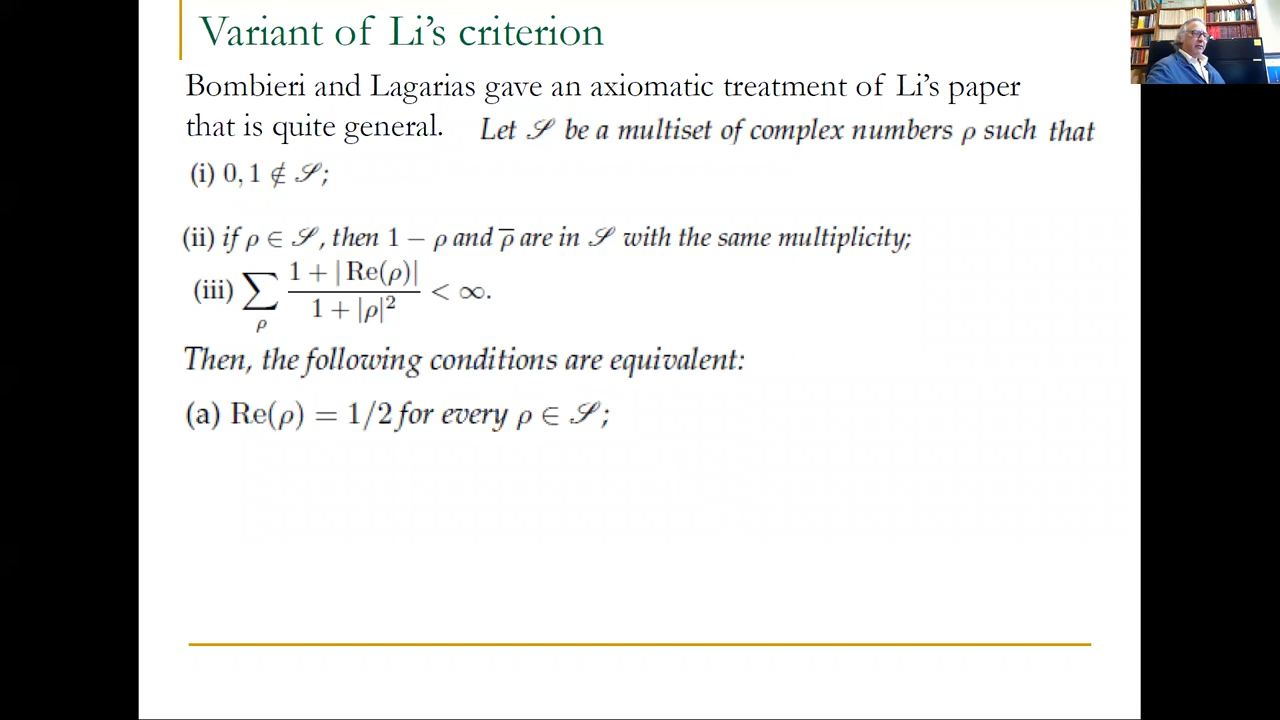 Variant of Li's criterion
Bombieri and Lagarias gave an axiomatic treatment of Li's paper
that is quite general. Let 𝒮 be a multiset of complex numbers ρ such that
(i) 0, 1 ∉ 𝒮;
(ii) if ρ ∈ 𝒮, then 1 − ρ and ρ̅ are in 𝒮 with the same multiplicity;
(iii) ∑_ρ (1 + |Re(ρ)|)/(1 + |ρ|²) < ∞.
Then, the following conditions are equivalent:
(a) Re(ρ) = 1/2 for every ρ ∈ 𝒮;